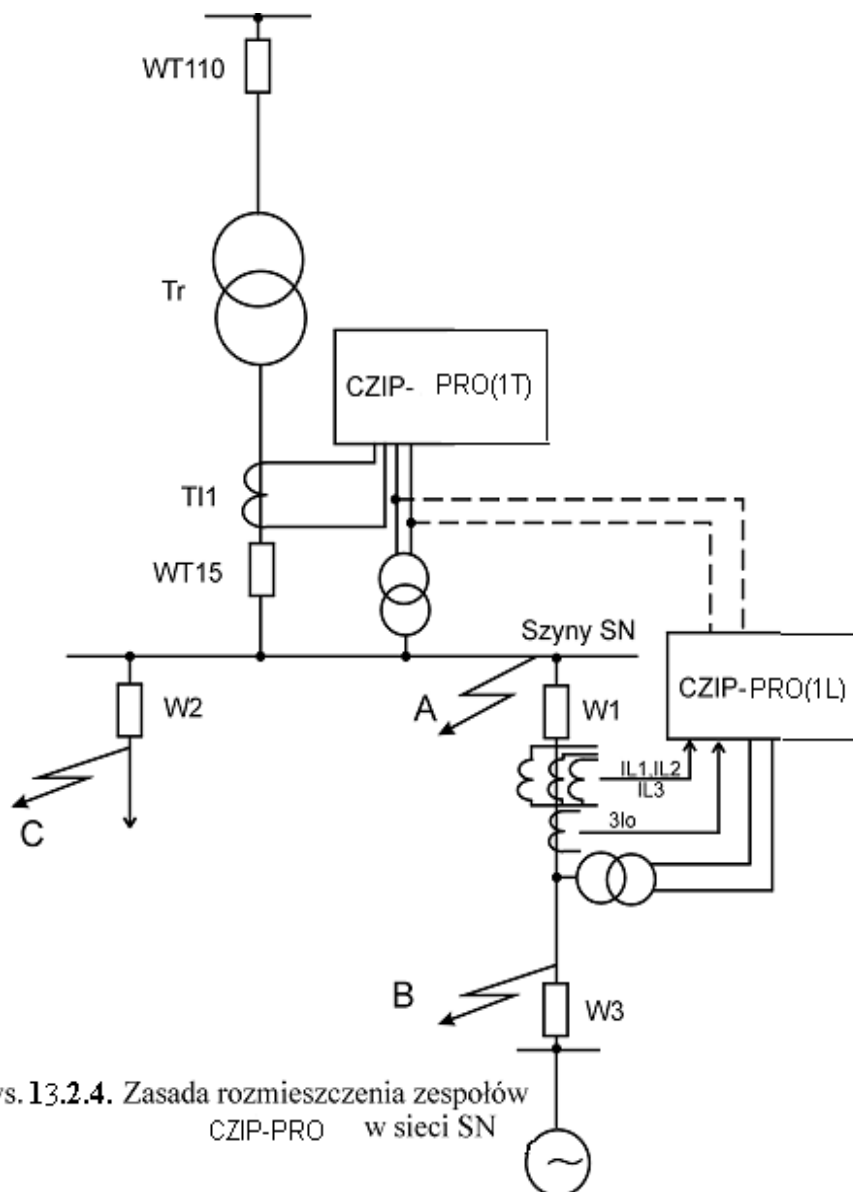 WT110
Tr
CZIP- PRO(1T)
TI1
WT15
Szyny SN
W2
A
W1
CZIP-PRO(1L)
IL1,IL2
IL3
3Io
C
B
W3
ys. 13.2.4. Zasada rozmieszczenia zespołów
CZIP-PRO w sieci SN
~